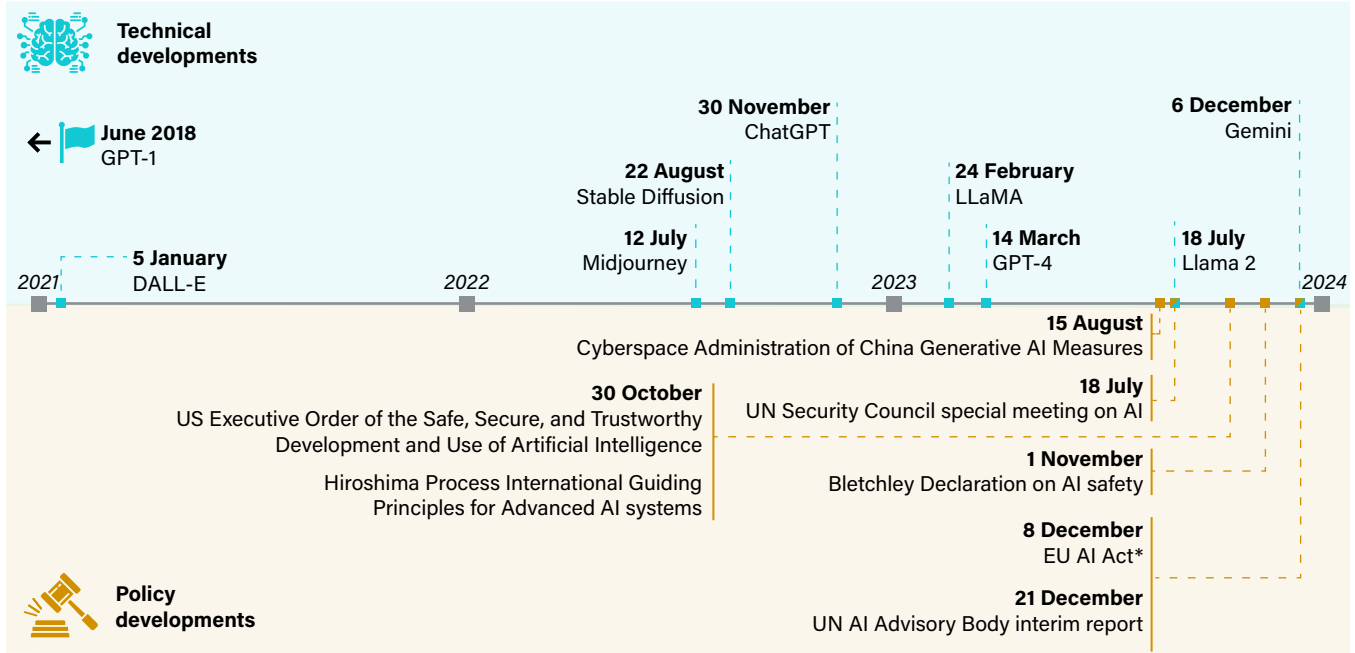 Technical
developments
June 2018
GPT-1
30 November
ChatGPT
6 December
Gemini
22 August
Stable Diffusion
24 February
LLaMA
12 July
Midjourney
14 March
GPT-4
18 July
Llama 2
5 January
DALL-E
2021
2022
2023
2024
15 August
Cyberspace Administration of China Generative AI Measures
18 July
UN Security Council special meeting on AI
30 October
US Executive Order of the Safe, Secure, and Trustworthy
Development and Use of Artificial Intelligence
Hiroshima Process International Guiding
Principles for Advanced AI systems
1 November
Bletchley Declaration on AI safety
8 December
EU AI Act*
21 December
UN AI Advisory Body interim report
Policy
developments